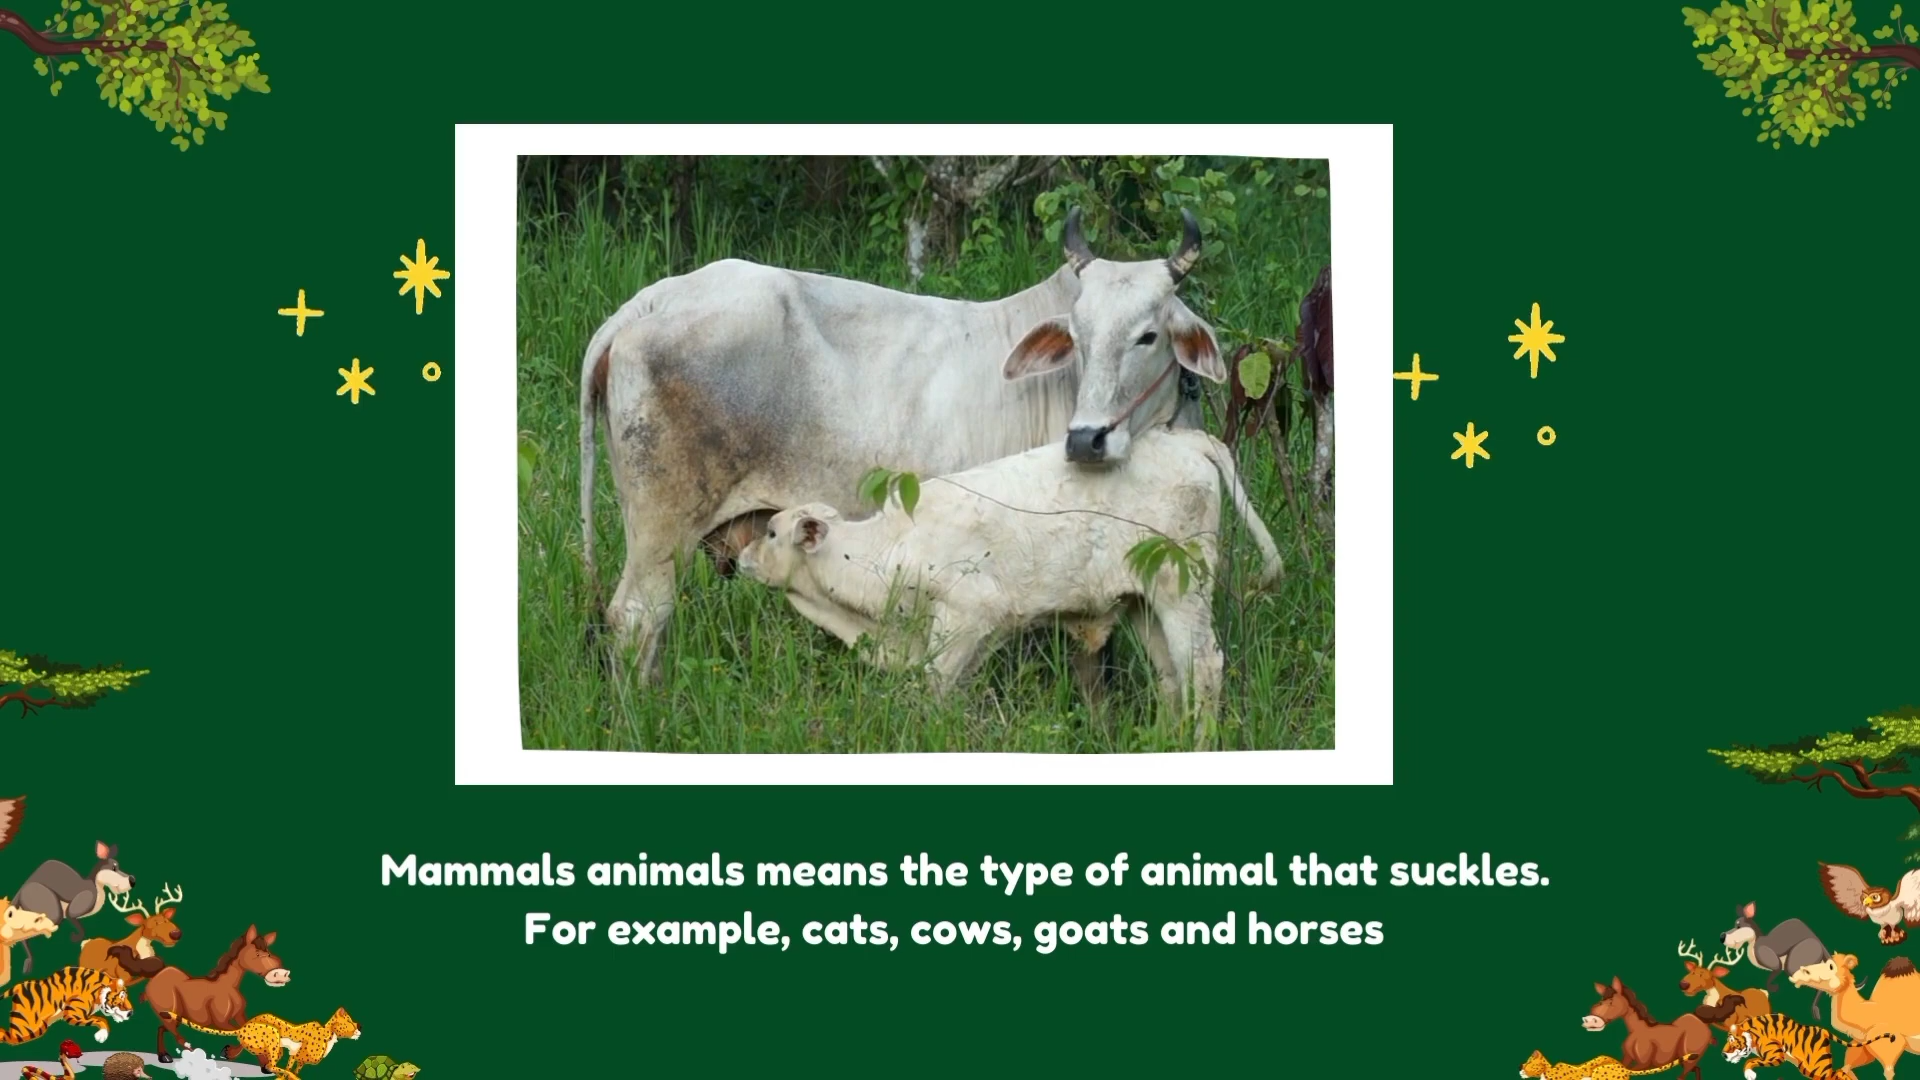 Mammals animals means the type of animal that suckles.
For example, cats, cows, goats and horses